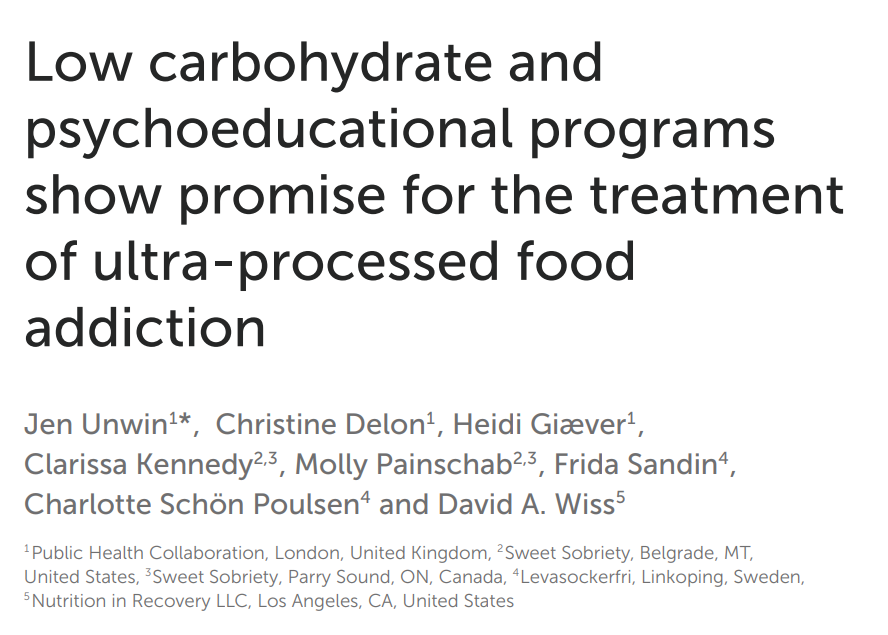 Low carbohydrate and
psychoeducational programs
show promise for the treatment
of ultra-processed food
addiction
Jen Unwin¹*, Christine Delon¹, Heidi Giæver¹,
Clarissa Kennedy²,³, Molly Painschab²,³, Frida Sandin⁴,
Charlotte Schön Poulsen⁴ and David A. Wiss⁵
¹Public Health Collaboration, London, United Kingdom, ²Sweet Sobriety, Belgrade, MT,
United States, ³Sweet Sobriety, Parry Sound, ON, Canada, ⁴Levasockerfri, Linkoping, Sweden,
⁵Nutrition in Recovery LLC, Los Angeles, CA, United States